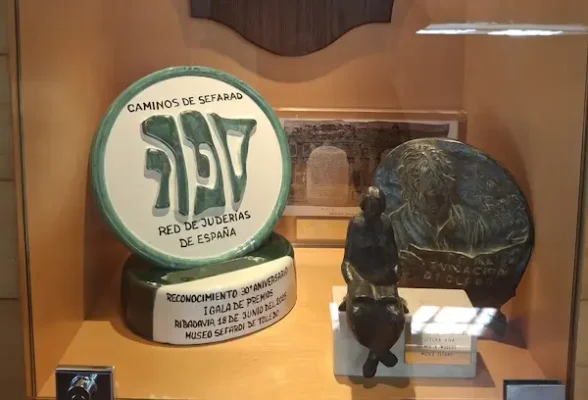 CAMINOS DE SEFARAD
ספרד
RED DE JUDERÍAS
DE ESPAÑA
RECONOCIMIENTO 30º ANIVERSARIO
I GALA DE PREMIOS
RIBADAVIA 18 DE JUNIO DEL 2025
MUSEO SEFARDI DE TOLEDO